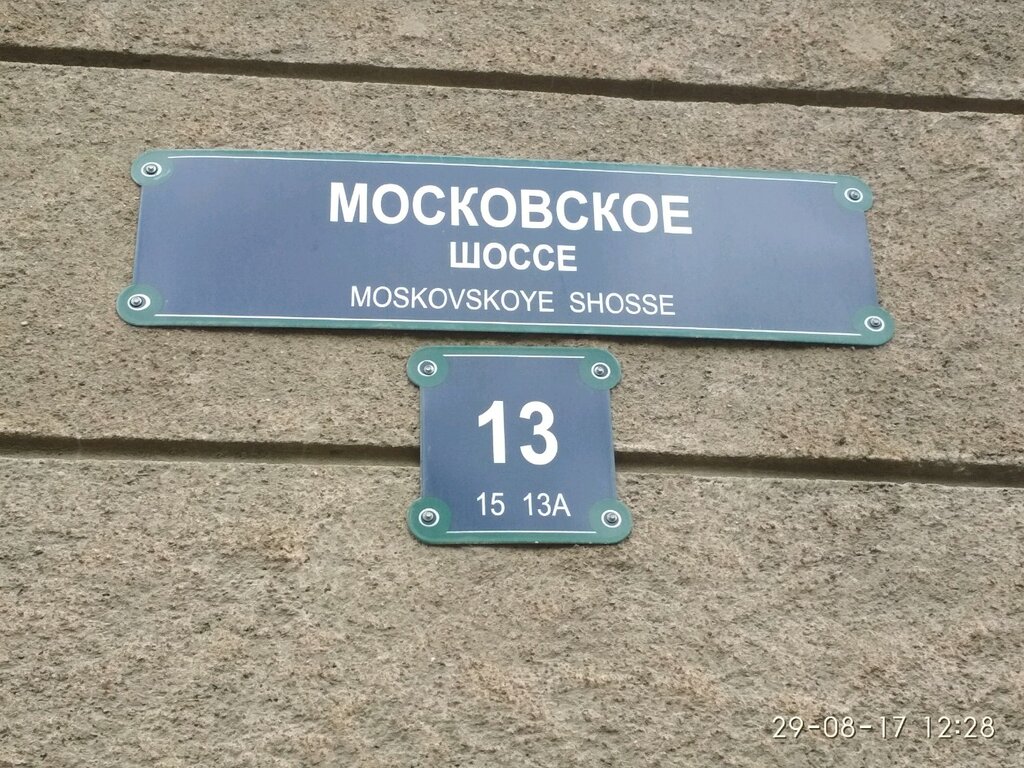 МОСКОВСКОЕ
ШОССЕ
MOSKOVSKOYE SHOSSE
13
15 13А
29-08-17 12:28